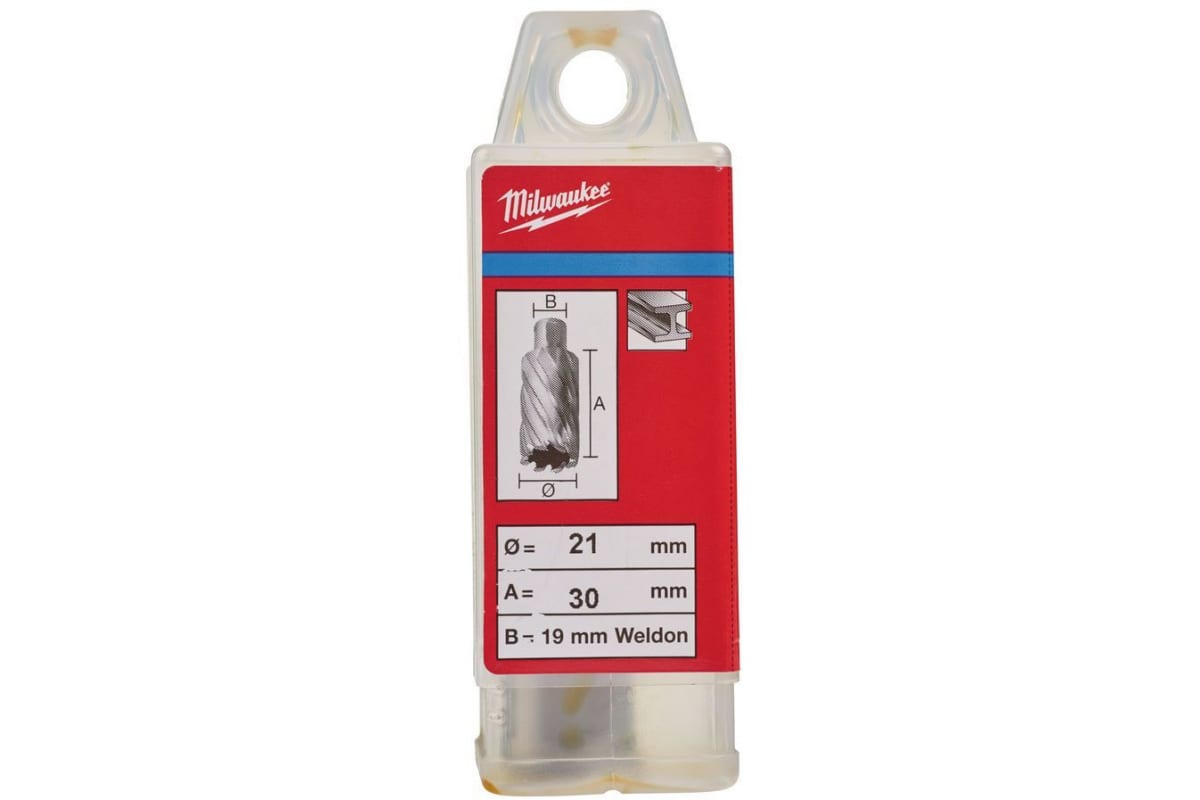 Milwaukee®
B
A
Ø
Ø = 21 mm
A = 30 mm
B - 19 mm Weldon